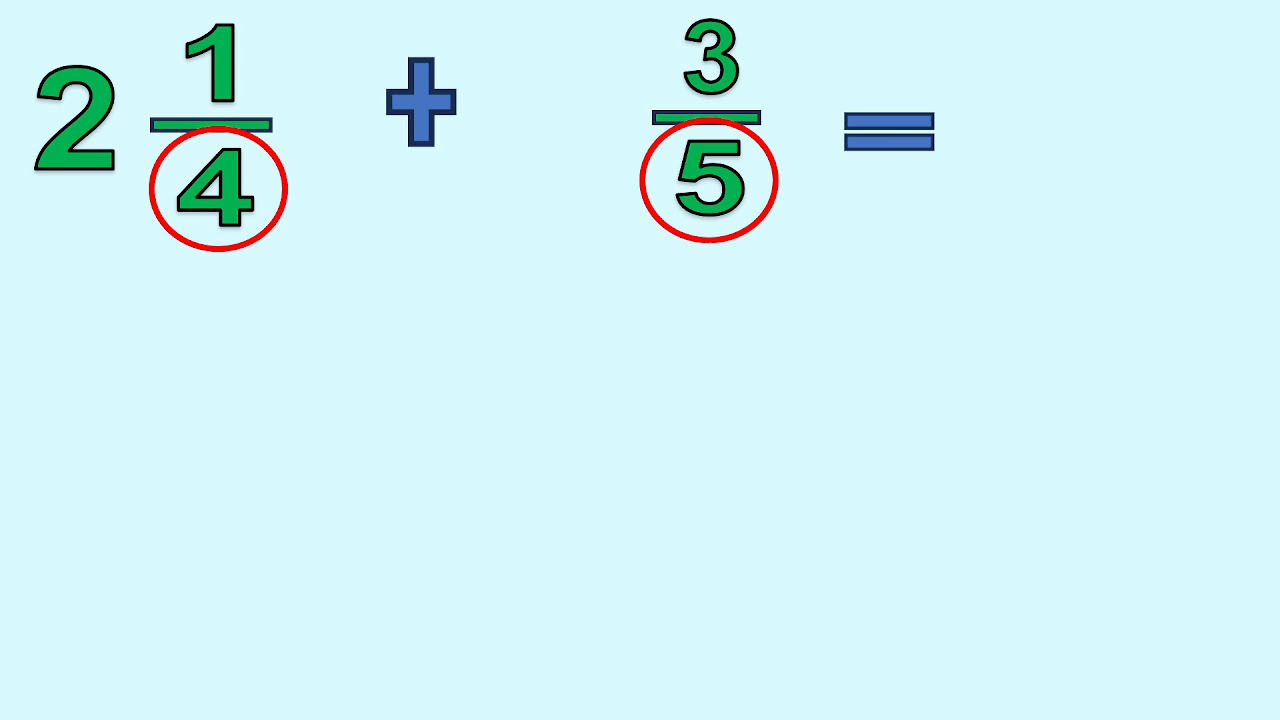 2 1/4 + 3/5 =